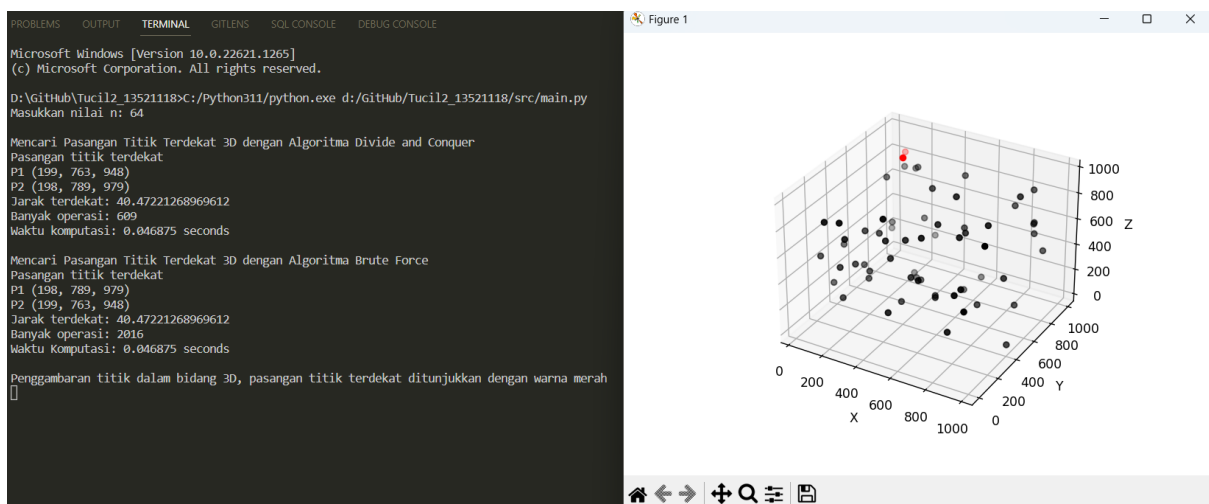 PROBLEMS OUTPUT TERMINAL GITLENS SQL CONSOLE DEBUG CONSOLE
Microsoft Windows [Version 10.0.22621.1265]
(c) Microsoft Corporation. All rights reserved.
D:\GitHub\Tucil2_13521118>C:/Python311/python.exe d:/GitHub/Tucil2_13521118/src/main.py
Masukkan nilai n: 64
Mencari Pasangan Titik Terdekat 3D dengan Algoritma Divide and Conquer
Pasangan titik terdekat
P1 (199, 763, 948)
P2 (198, 789, 979)
Jarak terdekat: 40.47221268969612
Banyak operasi: 609
Waktu komputasi: 0.046875 seconds
Mencari Pasangan Titik Terdekat 3D dengan Algoritma Brute Force
Pasangan titik terdekat
P1 (198, 789, 979)
P2 (199, 763, 948)
Jarak terdekat: 40.47221268969612
Banyak operasi: 2016
Waktu Komputasi: 0.046875 seconds
Penggambaran titik dalam bidang 3D, pasangan titik terdekat ditunjukkan dengan warna merah
Figure 1
1000
800
600 Z
400
200
0
1000
800
600
400 Y
200
0
0
200
400
600
X
800
1000